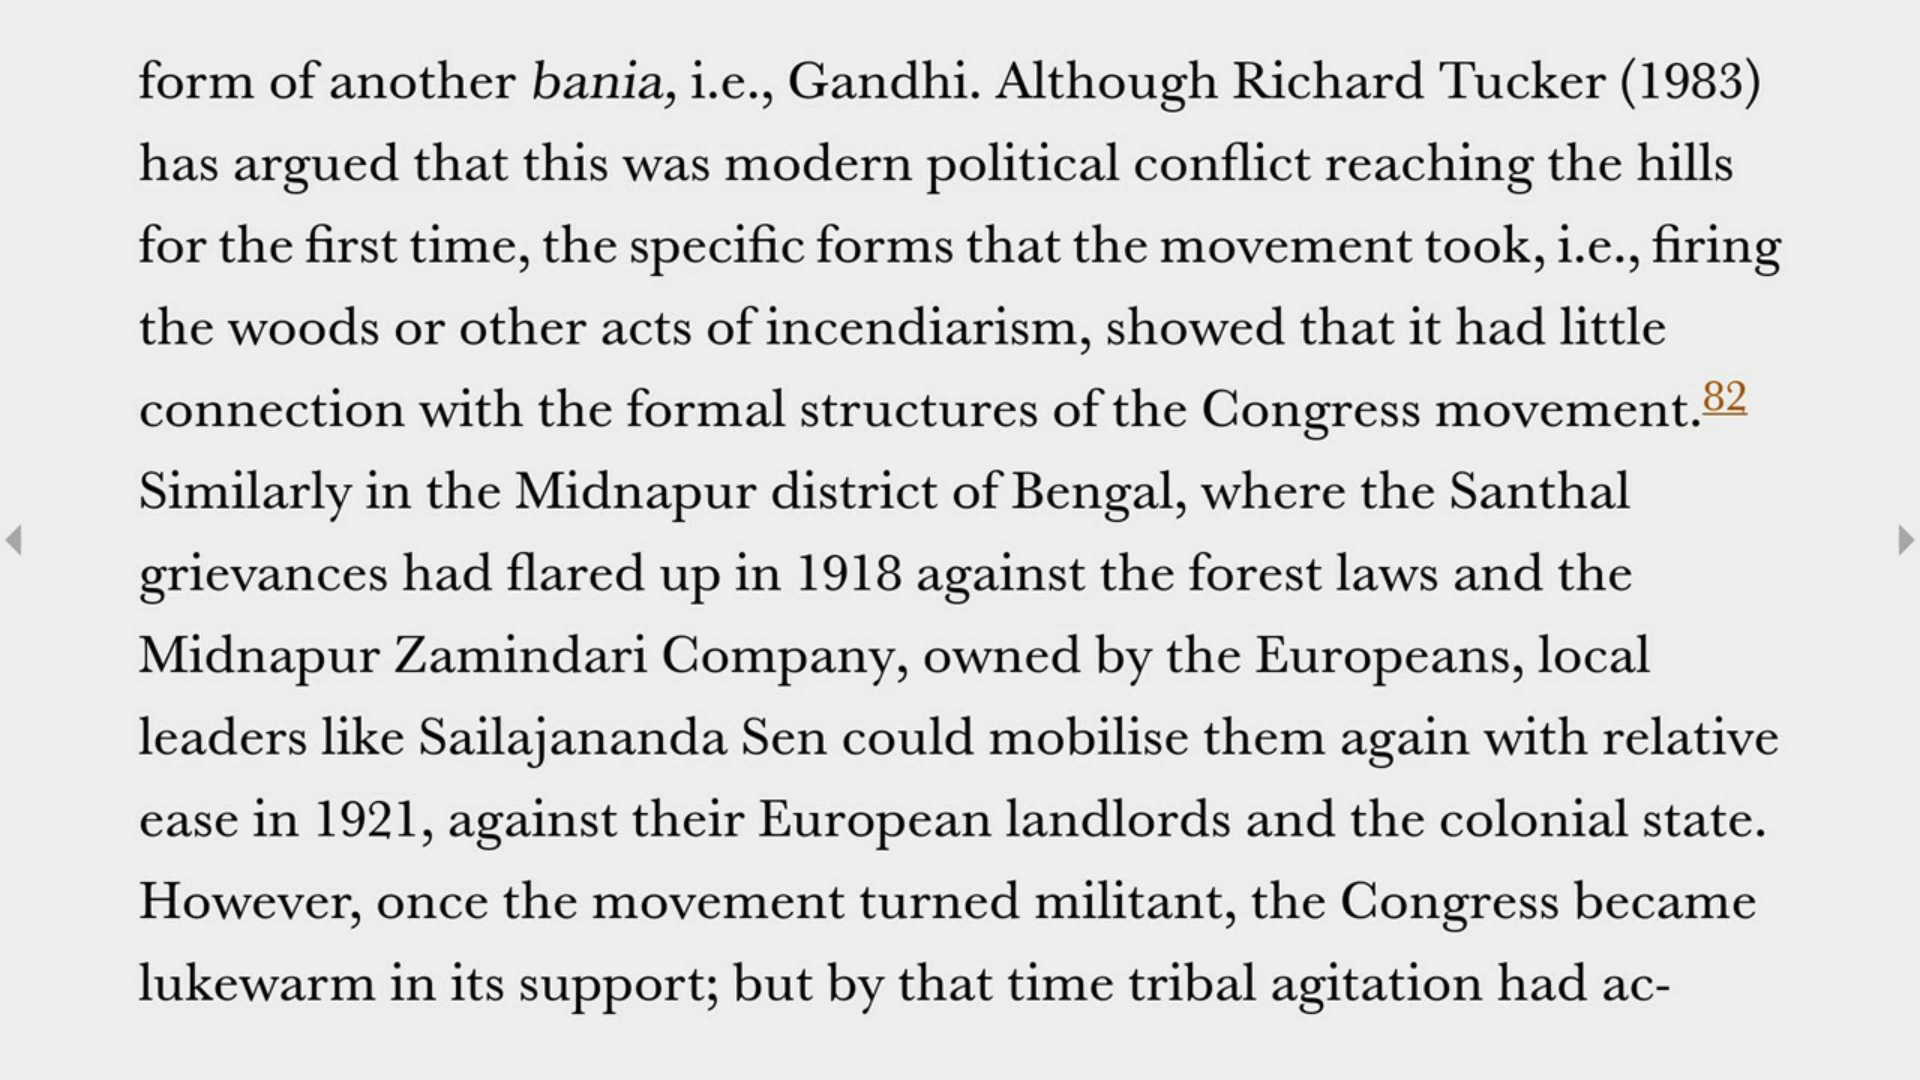 form of another bania, i.e., Gandhi. Although Richard Tucker (1983)
has argued that this was modern political conflict reaching the hills
for the first time, the specific forms that the movement took, i.e., firing
the woods or other acts of incendiarism, showed that it had little
connection with the formal structures of the Congress movement.82
Similarly in the Midnapur district of Bengal, where the Santhal
grievances had flared up in 1918 against the forest laws and the
Midnapur Zamindari Company, owned by the Europeans, local
leaders like Sailajananda Sen could mobilise them again with relative
ease in 1921, against their European landlords and the colonial state.
However, once the movement turned militant, the Congress became
lukewarm in its support; but by that time tribal agitation had ac-